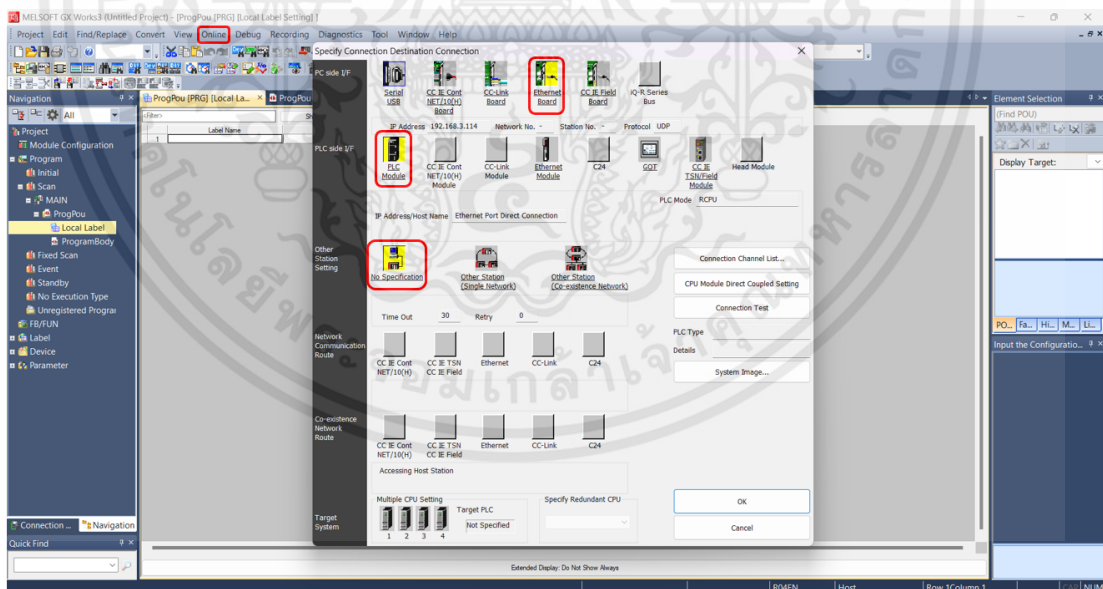 MELSOFT GX Works3 (Untitled Project) - [ProgPou [PRG] [Local Label Setting] ]
Project Edit Find/Replace Convert View Online Debug Recording Diagnostics Tool Window Help
Navigation
All
Project
Module Configuration
Program
Initial
Scan
MAIN
ProgPou
Local Label
ProgramBody
Fixed Scan
Event
Standby
No Execution Type
Unregistered Program
FB/FUN
Label
Device
Parameter
Connection ... Navigation
Quick Find
ProgPou [PRG] [Local La... ProgPou
<Filter>
Label Name
1
Specify Connection Destination Connection
PC side I/F
Serial USB
CC IE Cont NET/10(H) Board
CC-Link Board
Ethernet Board
CC IE Field Board
iQ-R Series Bus
IP Address 192.168.3.114 Network No. - Station No. - Protocol UDP
PLC side I/F
PLC Module
CC IE Cont NET/10(H) Module
CC-Link Module
Ethernet Module
C24
GOT
CC IE TSN/Field Module
Head Module
PLC Mode RCPU
IP Address/Host Name Ethernet Port Direct Connection
Other Station Setting
No Specification
Other Station (Single Network)
Other Station (Co-existence Network)
Time Out 30 Retry 0
Network Communication Route
CC IE Cont NET/10(H)
CC IE TSN CC IE Field
Ethernet
CC-Link
C24
Co-existence Network Route
CC IE Cont NET/10(H)
CC IE TSN CC IE Field
Ethernet
CC-Link
C24
Accessing Host Station
Target System
Multiple CPU Setting
1 2 3 4
Target PLC
Not Specified
Specify Redundant CPU
Connection Channel List...
CPU Module Direct Coupled Setting
Connection Test
PLC Type
Details
System Image...
OK
Cancel
Extended Display: Do Not Show Always
Element Selection
(Find POU)
Display Target:
PO... Fa... Hi... M... Li...
Input the Configuratio...
R04EN Host Row 1Column 1 CAP NUM